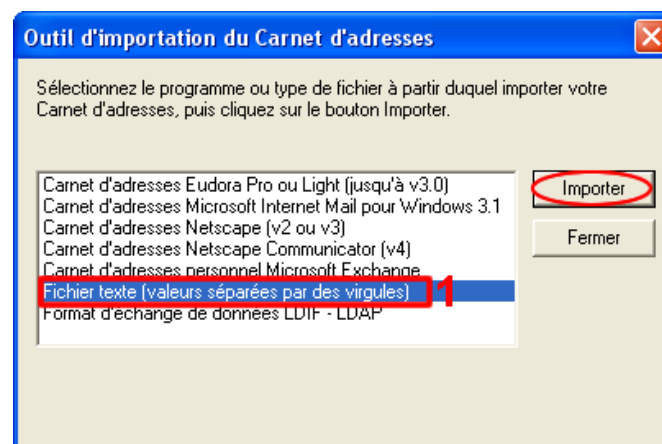 Outil d'importation du Carnet d'adresses
Sélectionnez le programme ou type de fichier à partir duquel importer votre
Carnet d'adresses, puis cliquez sur le bouton Importer.
Carnet d'adresses Eudora Pro ou Light (jusqu'à v3.0)
Carnet d'adresses Microsoft Internet Mail pour Windows 3.1
Carnet d'adresses Netscape (v2 ou v3)
Carnet d'adresses Netscape Communicator (v4)
Carnet d'adresses personnel Microsoft Exchange
Fichier texte (valeurs séparées par des virgules) 1
Format d'échange de données LDIF - LDAP
Importer
Fermer